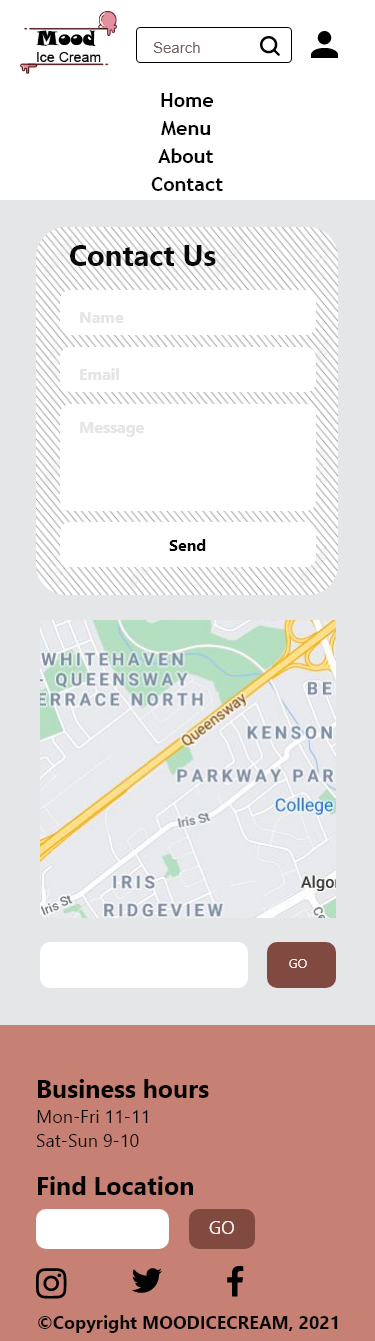 Mood
Ice Cream
Search
Home
Menu
About
Contact
Contact Us
Name
Email
Message
Send
WHITEHAVEN
- QUEENSWAY
ERRACE NORTH
BE
Queensway
KENSON
PARKWAY PAR
College
Iris St
IRIS
Algo
Iris St
RIDGEVIEW
GO
Business hours
Mon-Fri 11-11
Sat-Sun 9-10
Find Location
GO
©Copyright MOODICECREAM, 2021